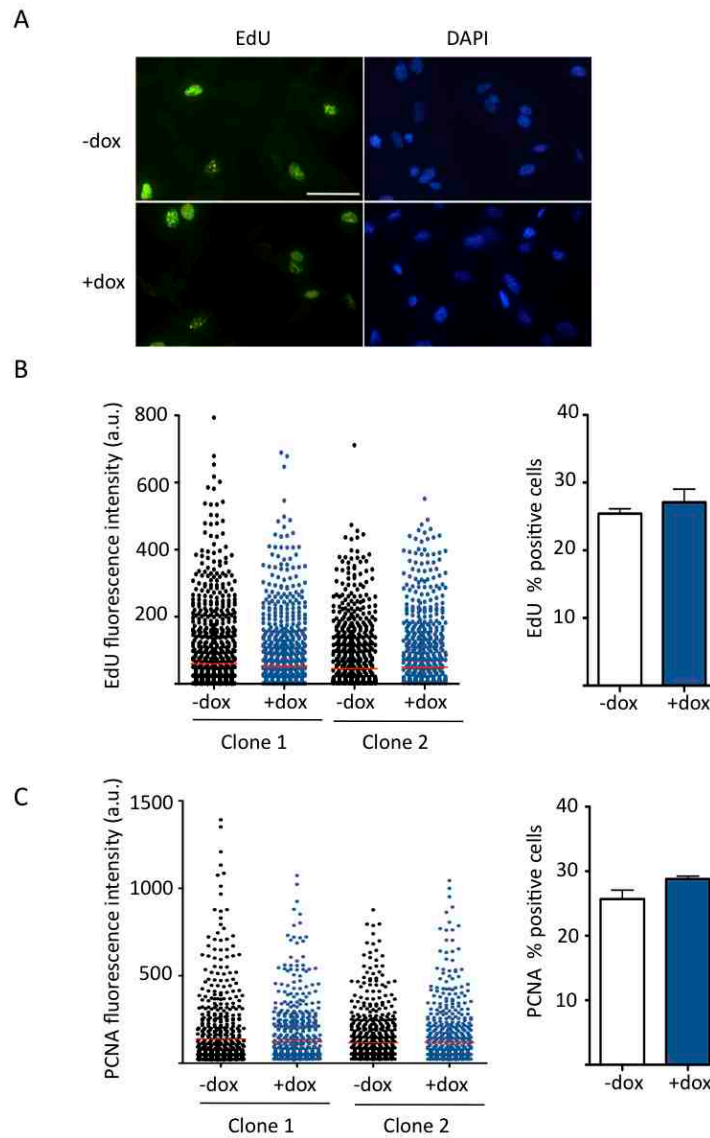 A
EdU DAPI
-dox
+dox
B
EdU fluorescence intensity (a.u.)
800
600
400
200
-dox +dox -dox +dox
Clone 1 Clone 2
EdU % positive cells
40
30
20
10
-dox +dox
C
PCNA fluorescence intensity (a.u.)
1500
1000
500
-dox +dox -dox +dox
Clone 1 Clone 2
PCNA % positive cells
40
30
20
10
-dox +dox